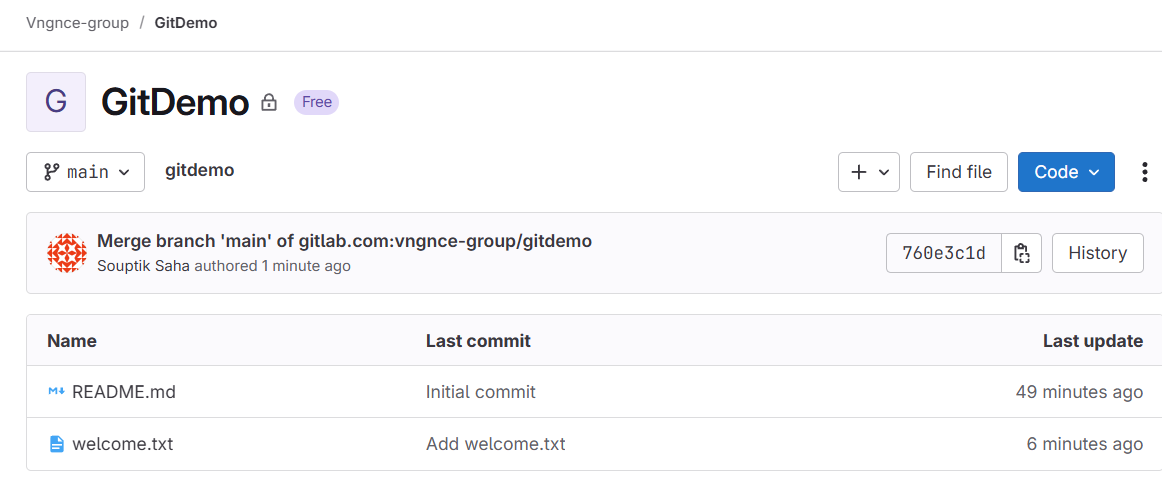 Vngnce-group / GitDemo
G GitDemo Free
main gitdemo + Find file Code
Merge branch 'main' of gitlab.com:vngnce-group/gitdemo
Souptik Saha authored 1 minute ago
760e3c1d History
Name Last commit Last update
README.md Initial commit 49 minutes ago
welcome.txt Add welcome.txt 6 minutes ago